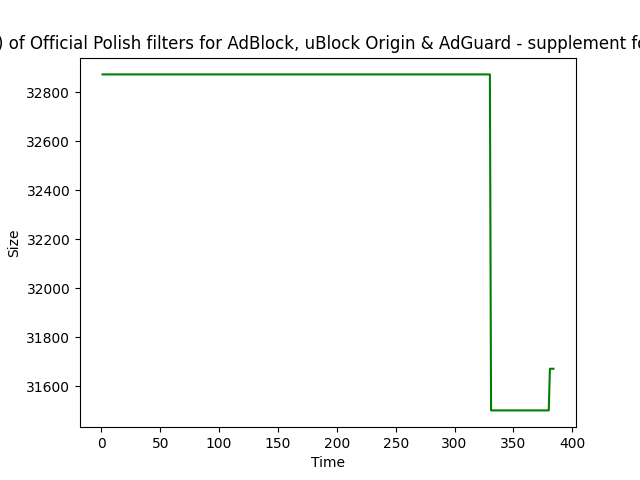 ) of Official Polish filters for AdBlock, uBlock Origin & AdGuard - supplement fo
32800
32600
32400
32200
32000
31800
31600
Size
0 50 100 150 200 250 300 350 400
Time